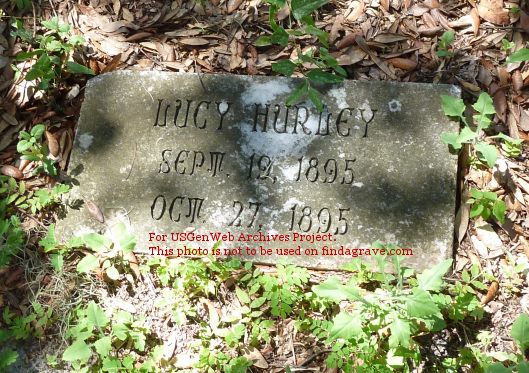 LUCY HURLEY
SEPT. 12, 1895
OCT. 27, 1895
For USGenWeb Archives Project.
This photo is not to be used on findagrave.com